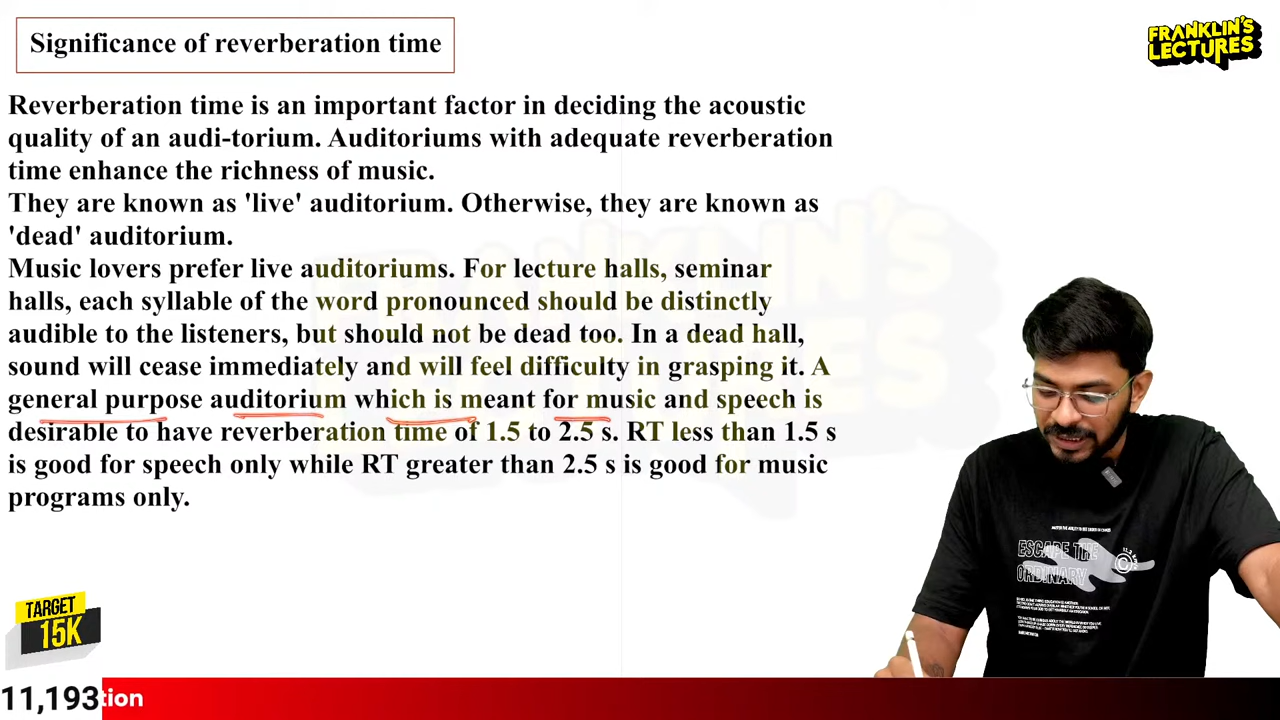 Significance of reverberation time
FRANKLIN'S
LECTURES
Reverberation time is an important factor in deciding the acoustic
quality of an audi-torium. Auditoriums with adequate reverberation
time enhance the richness of music.
They are known as 'live' auditorium. Otherwise, they are known as
'dead' auditorium.
Music lovers prefer live auditoriums. For lecture halls, seminar
halls, each syllable of the word pronounced should be distinctly
audible to the listeners, but should not be dead too. In a dead hall,
sound will cease immediately and will feel difficulty in grasping it. A
general purpose auditorium which is meant for music and speech is
desirable to have reverberation time of 1.5 to 2.5 s. RT less than 1.5 s
is good for speech only while RT greater than 2.5 s is good for music
programs only.
FRANKLIN'S
LECTURES
ESCAPE THE
ORDINARY
TARGET
15K
11,193
tion